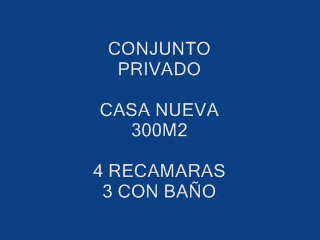 CONJUNTO
PRIVADO
CASA NUEVA
300M2
4 RECAMARAS
3 CON BAÑO